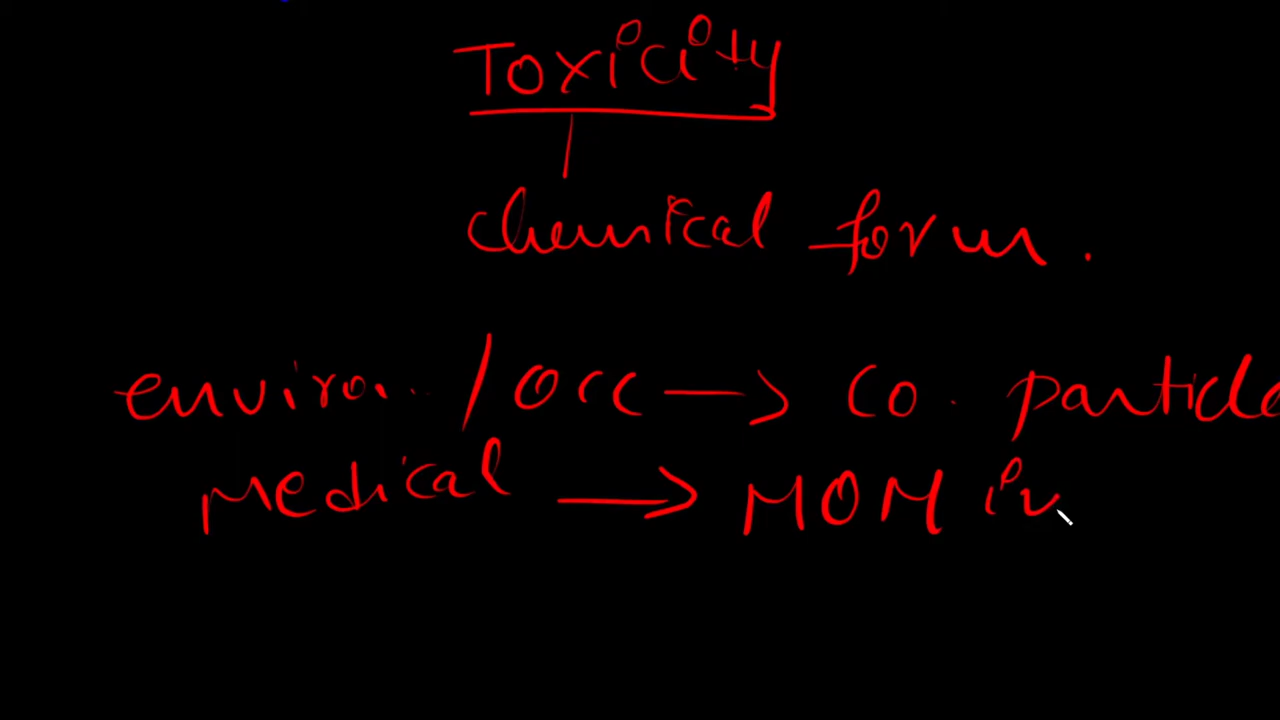 Toxicity
chemical form.
environ.. / occ → Co. particle
Medical → MOM